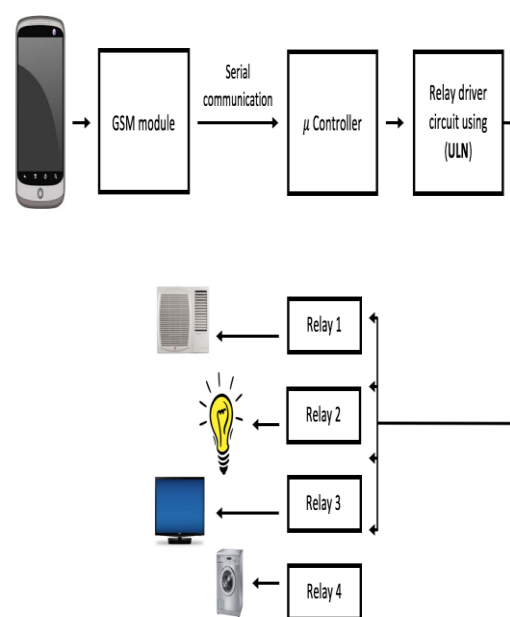 Serial
communication
GSM module
μ Controller
Relay driver
circuit using
(ULN)
Relay 1
Relay 2
Relay 3
Relay 4